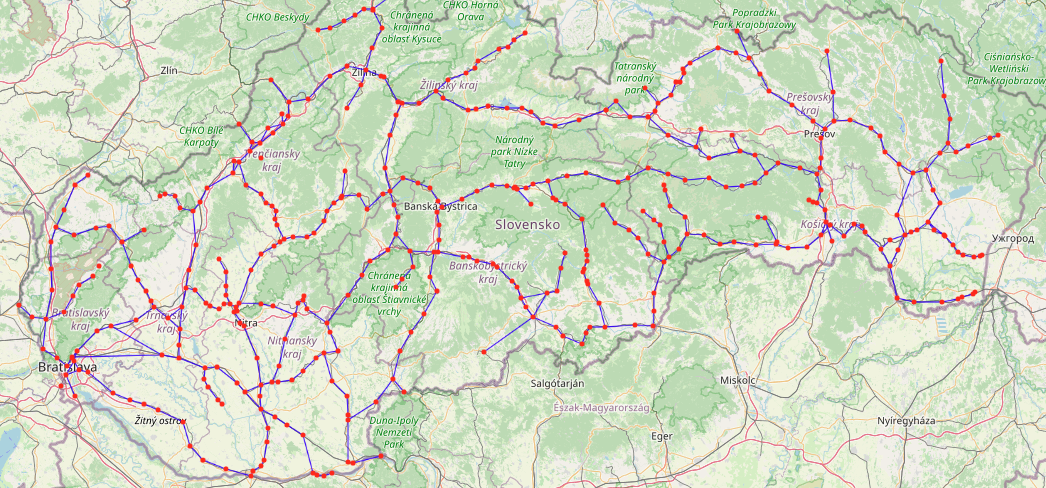 CHKO Beskydy
CHKO Horná
Orava
Chránená
krajinná
oblasť Kysuce
Popradzki
Park Krajobrazowy
Ciśniańsko-
Wetliński
Park Krajobrazowy
Zlín
Žilina
Žilinský kraj
Tatranský
národný
park
Prešovský
kraj
CHKO Bílé
Karpaty
Trenčiansky
kraj
Národný
park Nízke
Tatry
Prešov
Banská Bystrica
Slovensko
Košický kraj
Ужгород
Banskobystrický
kraj
Chránená
krajinná
oblasť Štiavnické
vrchy
Bratislavský
kraj
Trnavský
kraj
Nitra
Nitriansky
kraj
Bratislava
Salgótarján
Miskolc
Žitný ostrov
Észak-Magyarország
Duna-Ipoly
Nemzeti
Park
Eger
Nyíregyháza